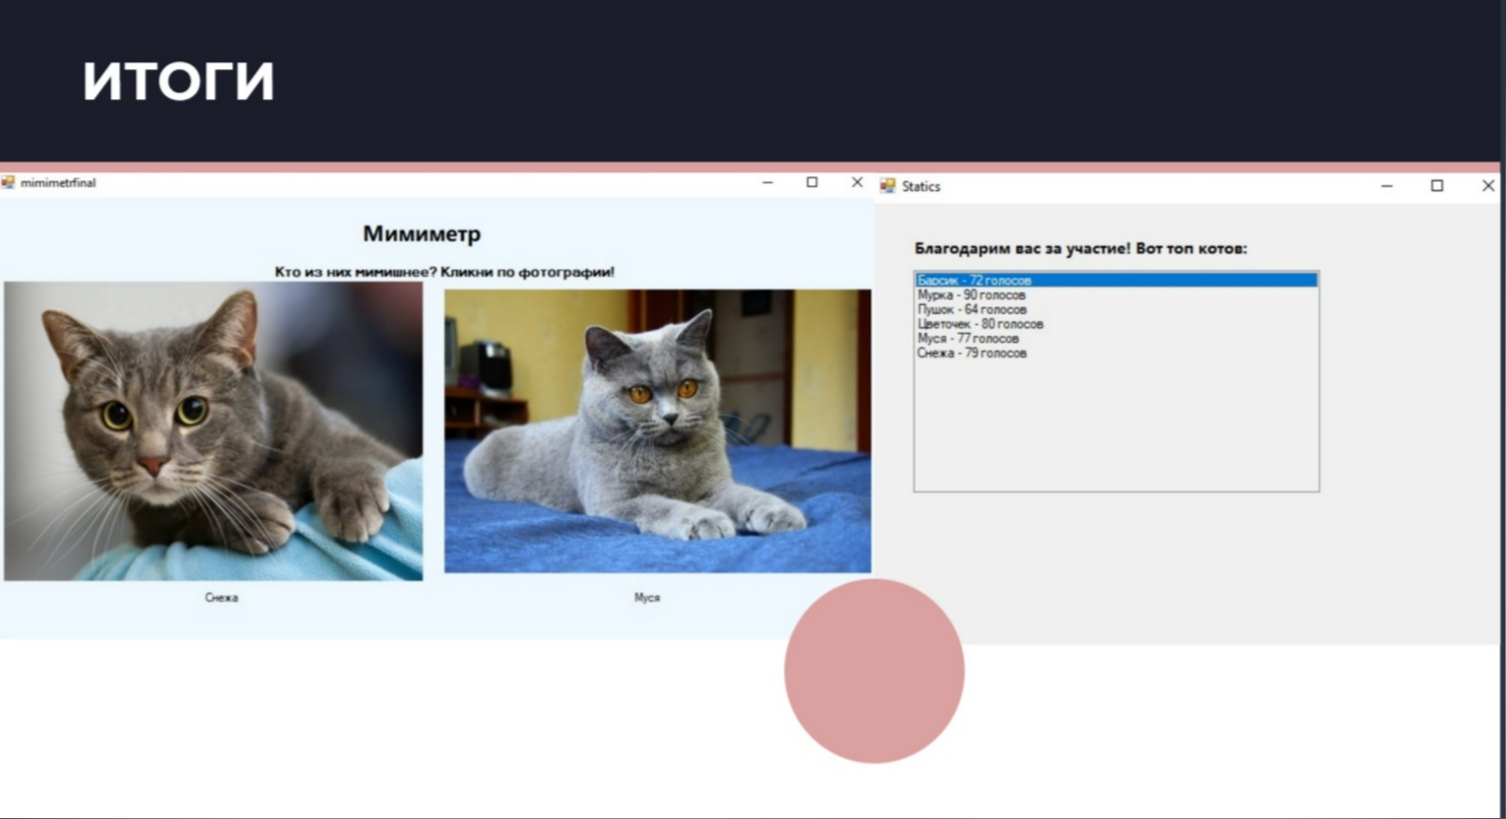 ИТОГИ
mimimetrfinal
Мимиметр
Кто из них мимишнее? Кликни по фотографии!
Снежа
Муся
Statics
Благодарим вас за участие! Вот топ котов:
Барсик - 72 голосов
Мурка - 90 голосов
Пушок - 64 голосов
Цветочек - 80 голосов
Муся - 77 голосов
Снежа - 79 голосов